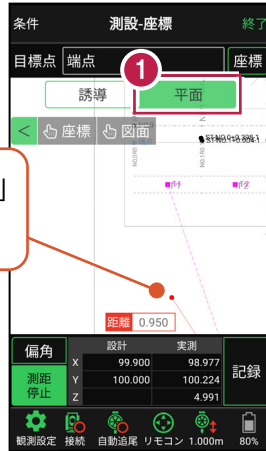 条件 測設-座標 終了
目標点 端点 座標
1
誘導 平面
< 座標 図面
」
距離 0.950
偏角 設計 実測
X 99.900 98.977
測距停止 Y 100.000 100.224 記録
Z 4.991
観測設定 接続 自動追尾 リモコン 1.000m 80%